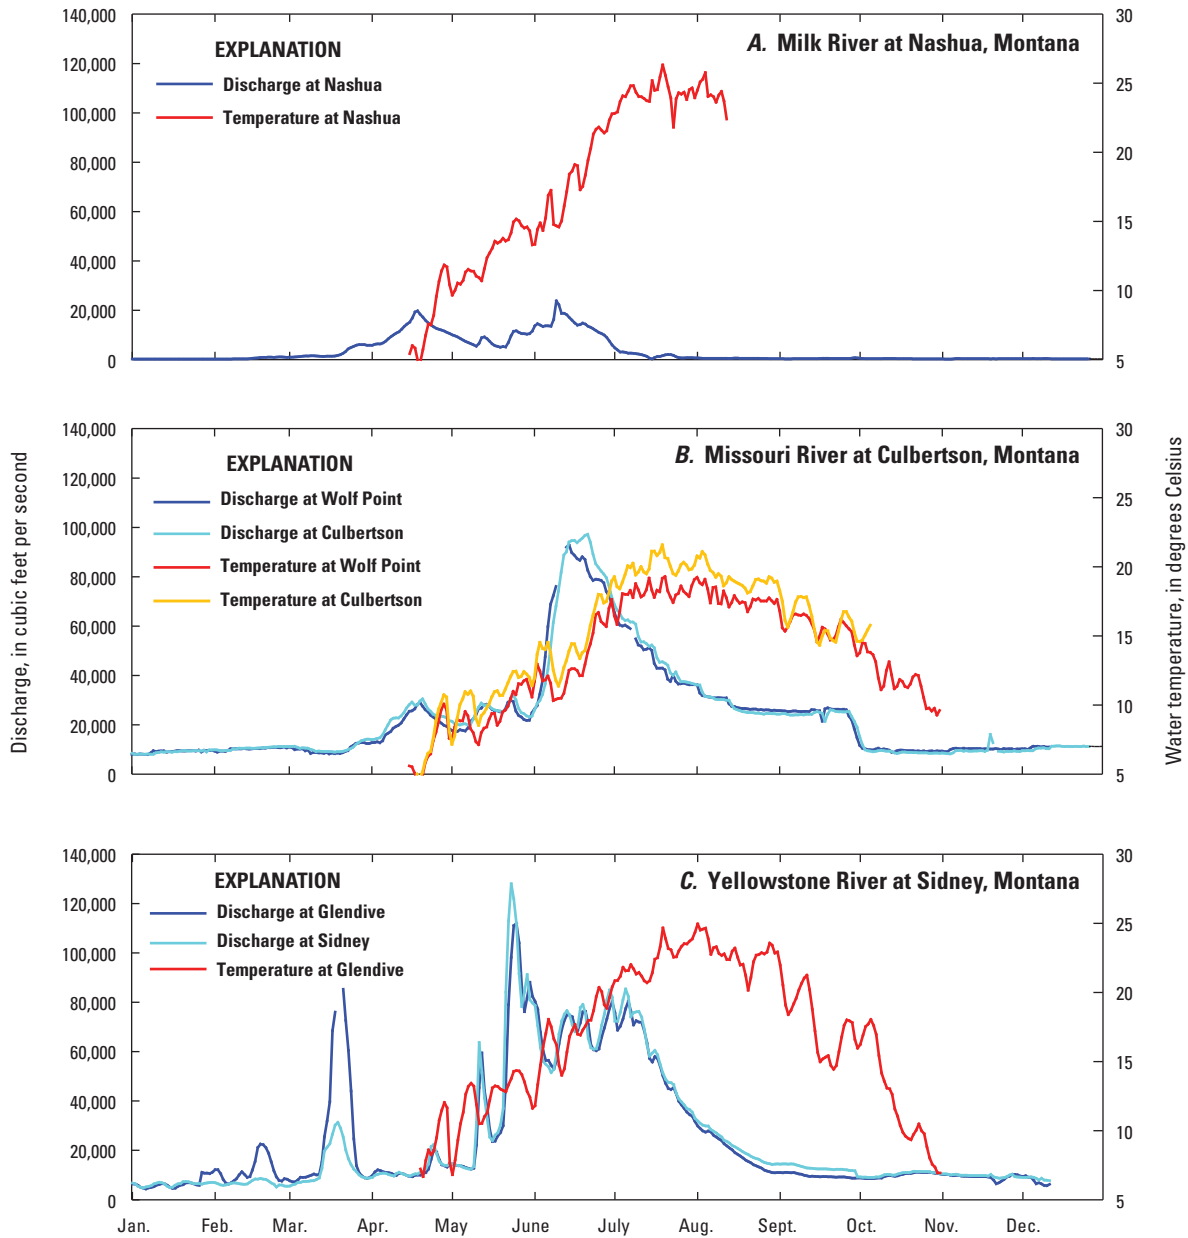 A. Milk River at Nashua, Montana
EXPLANATION
Discharge at Nashua
Temperature at Nashua
140,000
120,000
100,000
80,000
60,000
40,000
20,000
0
30
25
20
15
10
5
B. Missouri River at Culbertson, Montana
EXPLANATION
Discharge at Wolf Point
Discharge at Culbertson
Temperature at Wolf Point
Temperature at Culbertson
140,000
120,000
100,000
80,000
60,000
40,000
20,000
0
30
25
20
15
10
5
Discharge, in cubic feet per second
Water temperature, in degrees Celsius
C. Yellowstone River at Sidney, Montana
EXPLANATION
Discharge at Glendive
Discharge at Sidney
Temperature at Glendive
140,000
120,000
100,000
80,000
60,000
40,000
20,000
0
30
25
20
15
10
5
Jan. Feb. Mar. Apr. May June July Aug. Sept. Oct. Nov. Dec.